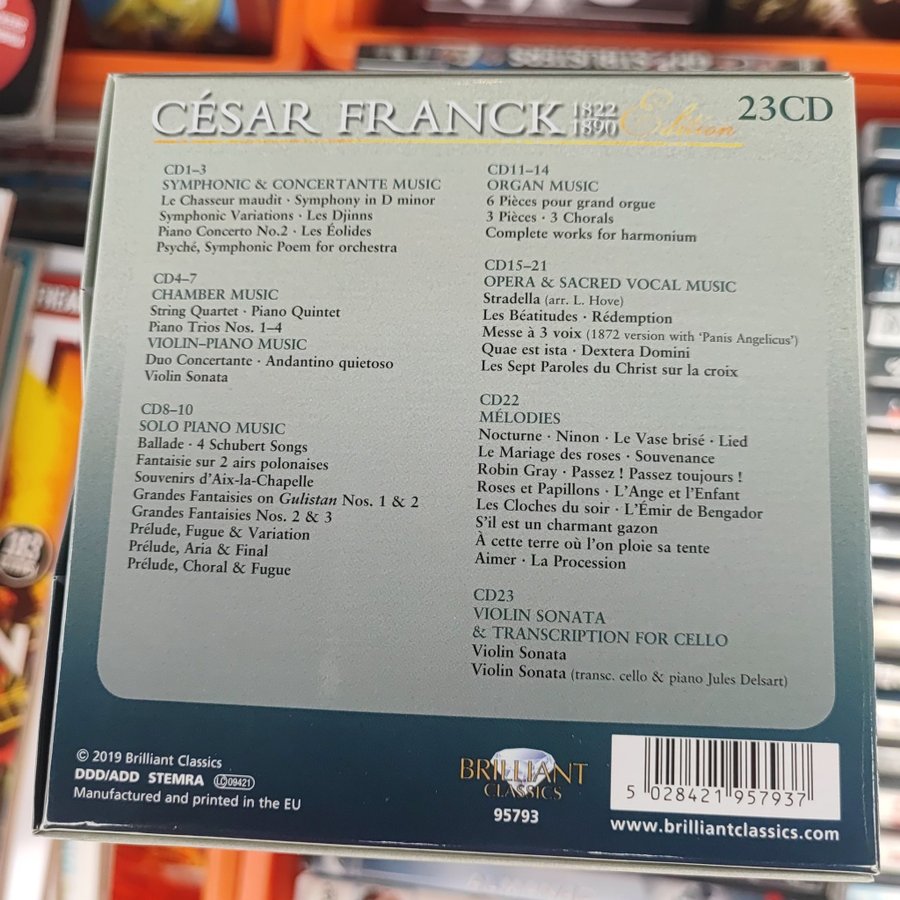 CÉSAR FRANCK 1822 1890 Edition 23CD
CD1–3
SYMPHONIC & CONCERTANTE MUSIC
Le Chasseur maudit · Symphony in D minor
Symphonic Variations · Les Djinns
Piano Concerto No.2 · Les Éolides
Psyché, Symphonic Poem for orchestra
CD4–7
CHAMBER MUSIC
String Quartet · Piano Quintet
Piano Trios Nos. 1–4
VIOLIN–PIANO MUSIC
Duo Concertante · Andantino quietoso
Violin Sonata
CD8–10
SOLO PIANO MUSIC
Ballade · 4 Schubert Songs
Fantaisie sur 2 airs polonaises
Souvenirs d'Aix-la-Chapelle
Grandes Fantaisies on Gulistan Nos. 1 & 2
Grandes Fantaisies Nos. 2 & 3
Prélude, Fugue & Variation
Prélude, Aria & Final
Prélude, Choral & Fugue
CD11–14
ORGAN MUSIC
6 Pièces pour grand orgue
3 Pièces · 3 Chorals
Complete works for harmonium
CD15–21
OPERA & SACRED VOCAL MUSIC
Stradella (arr. L. Hove)
Les Béatitudes · Rédemption
Messe à 3 voix (1872 version with 'Panis Angelicus')
Quae est ista · Dextera Domini
Les Sept Paroles du Christ sur la croix
CD22
MÉLODIES
Nocturne · Ninon · Le Vase brisé · Lied
Le Mariage des roses · Souvenance
Robin Gray · Passez ! Passez toujours !
Roses et Papillons · L'Ange et l'Enfant
Les Cloches du soir · L'Émir de Bengador
S'il est un charmant gazon
À cette terre où l'on ploie sa tente
Aimer · La Procession
CD23
VIOLIN SONATA
& TRANSCRIPTION FOR CELLO
Violin Sonata
Violin Sonata (transc. cello & piano Jules Delsart)
© 2019 Brilliant Classics
DDD/ADD STEMRA LC 09421
Manufactured and printed in the EU
BRILLIANT
CLASSICS
95793
5 028421 957937
www.brilliantclassics.com